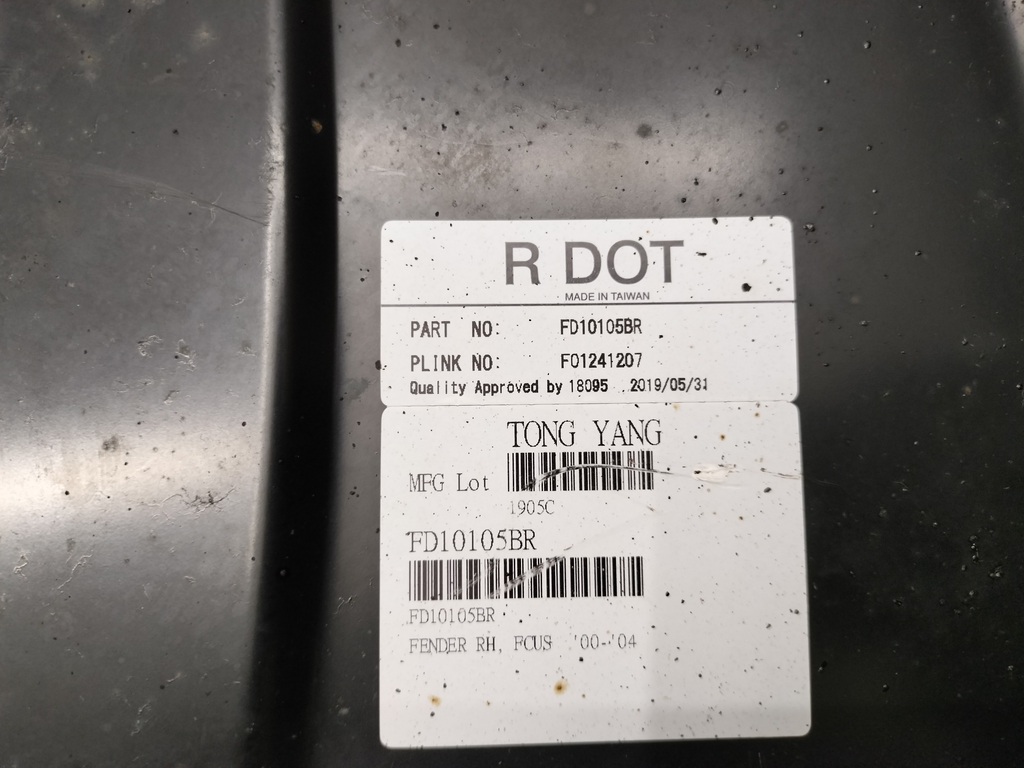 R DOT
MADE IN TAIWAN
PART NO: FD10105BR
PLINK NO: F01241207
Quality Approved by 18095 2019/05/31
TONG YANG
MFG Lot
1905C
FD10105BR
FD10105BR
FENDER RH, FCUS '00-'04